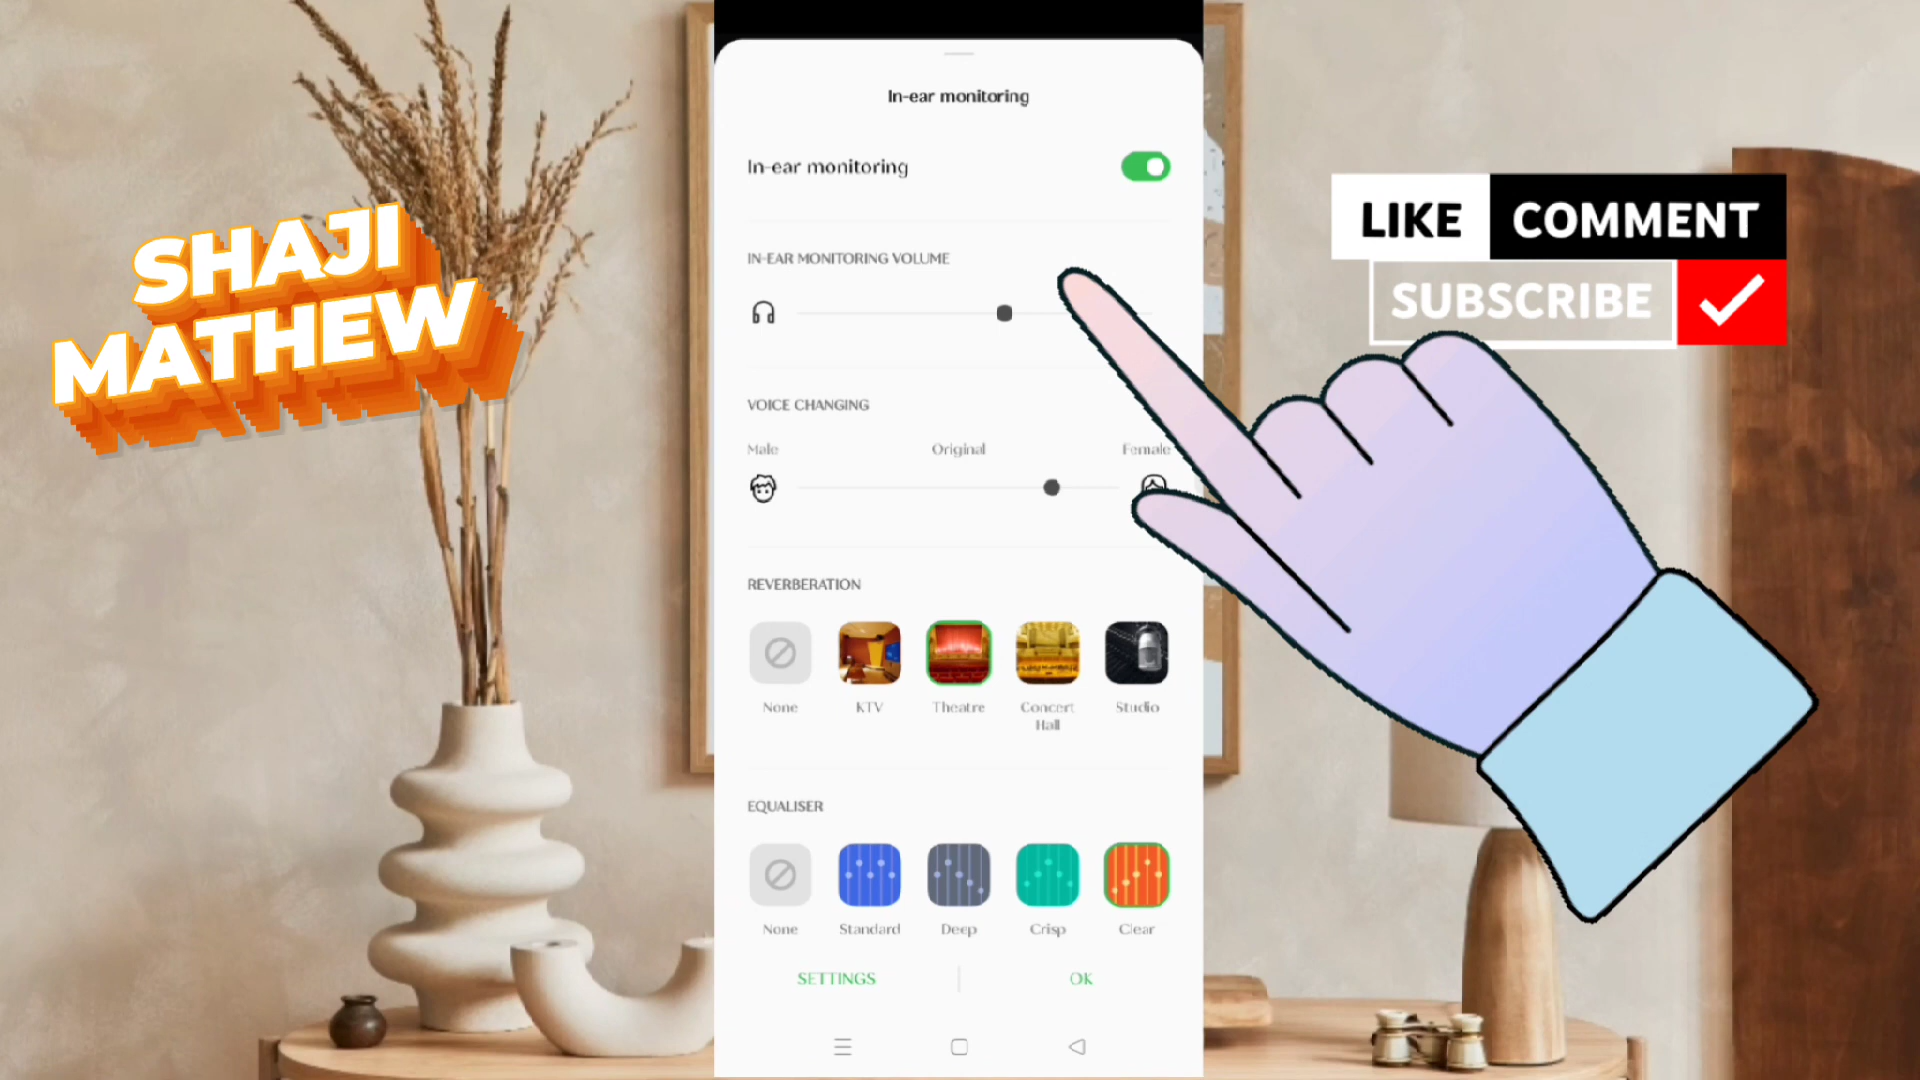 SHAJI
MATHEW
In-ear monitoring
In-ear monitoring
IN-EAR MONITORING VOLUME
VOICE CHANGING
Male Original Female
REVERBERATION
None KTV Theatre Concert Hall Studio
EQUALISER
None Standard Deep Crisp Clear
SETTINGS OK
LIKE COMMENT
SUBSCRIBE